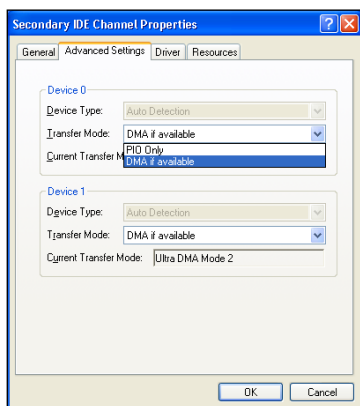 Secondary IDE Channel Properties
General Advanced Settings Driver Resources
Device 0
Device Type: Auto Detection
Transfer Mode: DMA if available
PIO Only
Current Transfer M DMA if available
Device 1
Device Type: Auto Detection
Transfer Mode: DMA if available
Current Transfer Mode: Ultra DMA Mode 2
OK Cancel